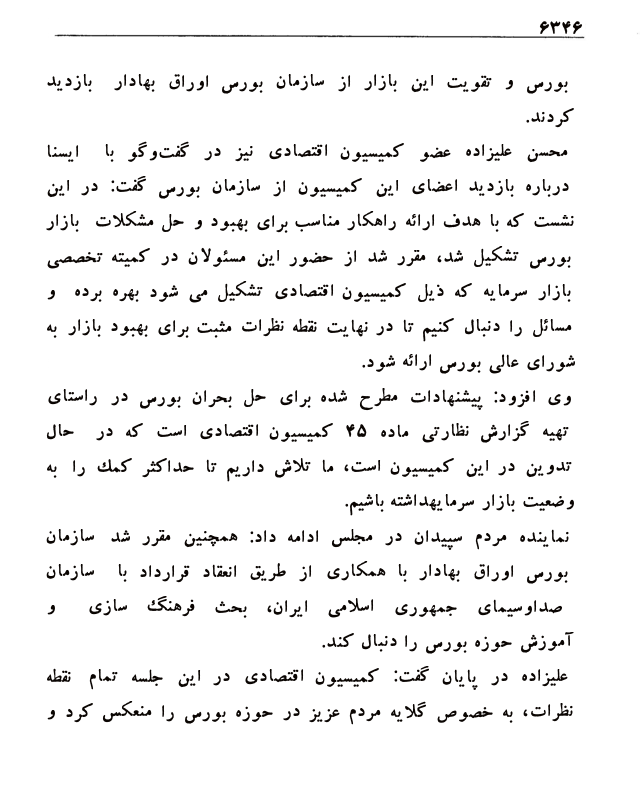 ۶۳۴۶
بورس و تقویت این بازار از سازمان بورس اوراق بهادار بازدید
کردند.
محسن علیزاده عضو کمیسیون اقتصادی نیز در گفت‌وگو با ایسنا
درباره بازدید اعضای این کمیسیون از سازمان بورس گفت: در این
نشست که با هدف ارائه راهکار مناسب برای بهبود و حل مشکلات بازار
بورس تشکیل شد، مقرر شد از حضور این مسئولان در کمیته تخصصی
بازار سرمایه که ذیل کمیسیون اقتصادی تشکیل می شود بهره برده و
مسائل را دنبال کنیم تا در نهایت نقطه نظرات مثبت برای بهبود بازار به
شورای عالی بورس ارائه شود.
وی افزود: پیشنهادات مطرح شده برای حل بحران بورس در راستای
تهیه گزارش نظارتی ماده ۴۵ کمیسیون اقتصادی است که در حال
تدوین در این کمیسیون است، ما تلاش داریم تا حداکثر کمك را به
وضعیت بازار سرمایهداشته باشیم.
نماینده مردم سپیدان در مجلس ادامه داد: همچنین مقرر شد سازمان
بورس اوراق بهادار با همکاری از طریق انعقاد قرارداد با سازمان
صداوسیمای جمهوری اسلامی ایران، بحث فرهنگ سازی و
آموزش حوزه بورس را دنبال کند.
علیزاده در پایان گفت: کمیسیون اقتصادی در این جلسه تمام نقطه
نظرات، به خصوص گلایه مردم عزیز در حوزه بورس را منعکس کرد و